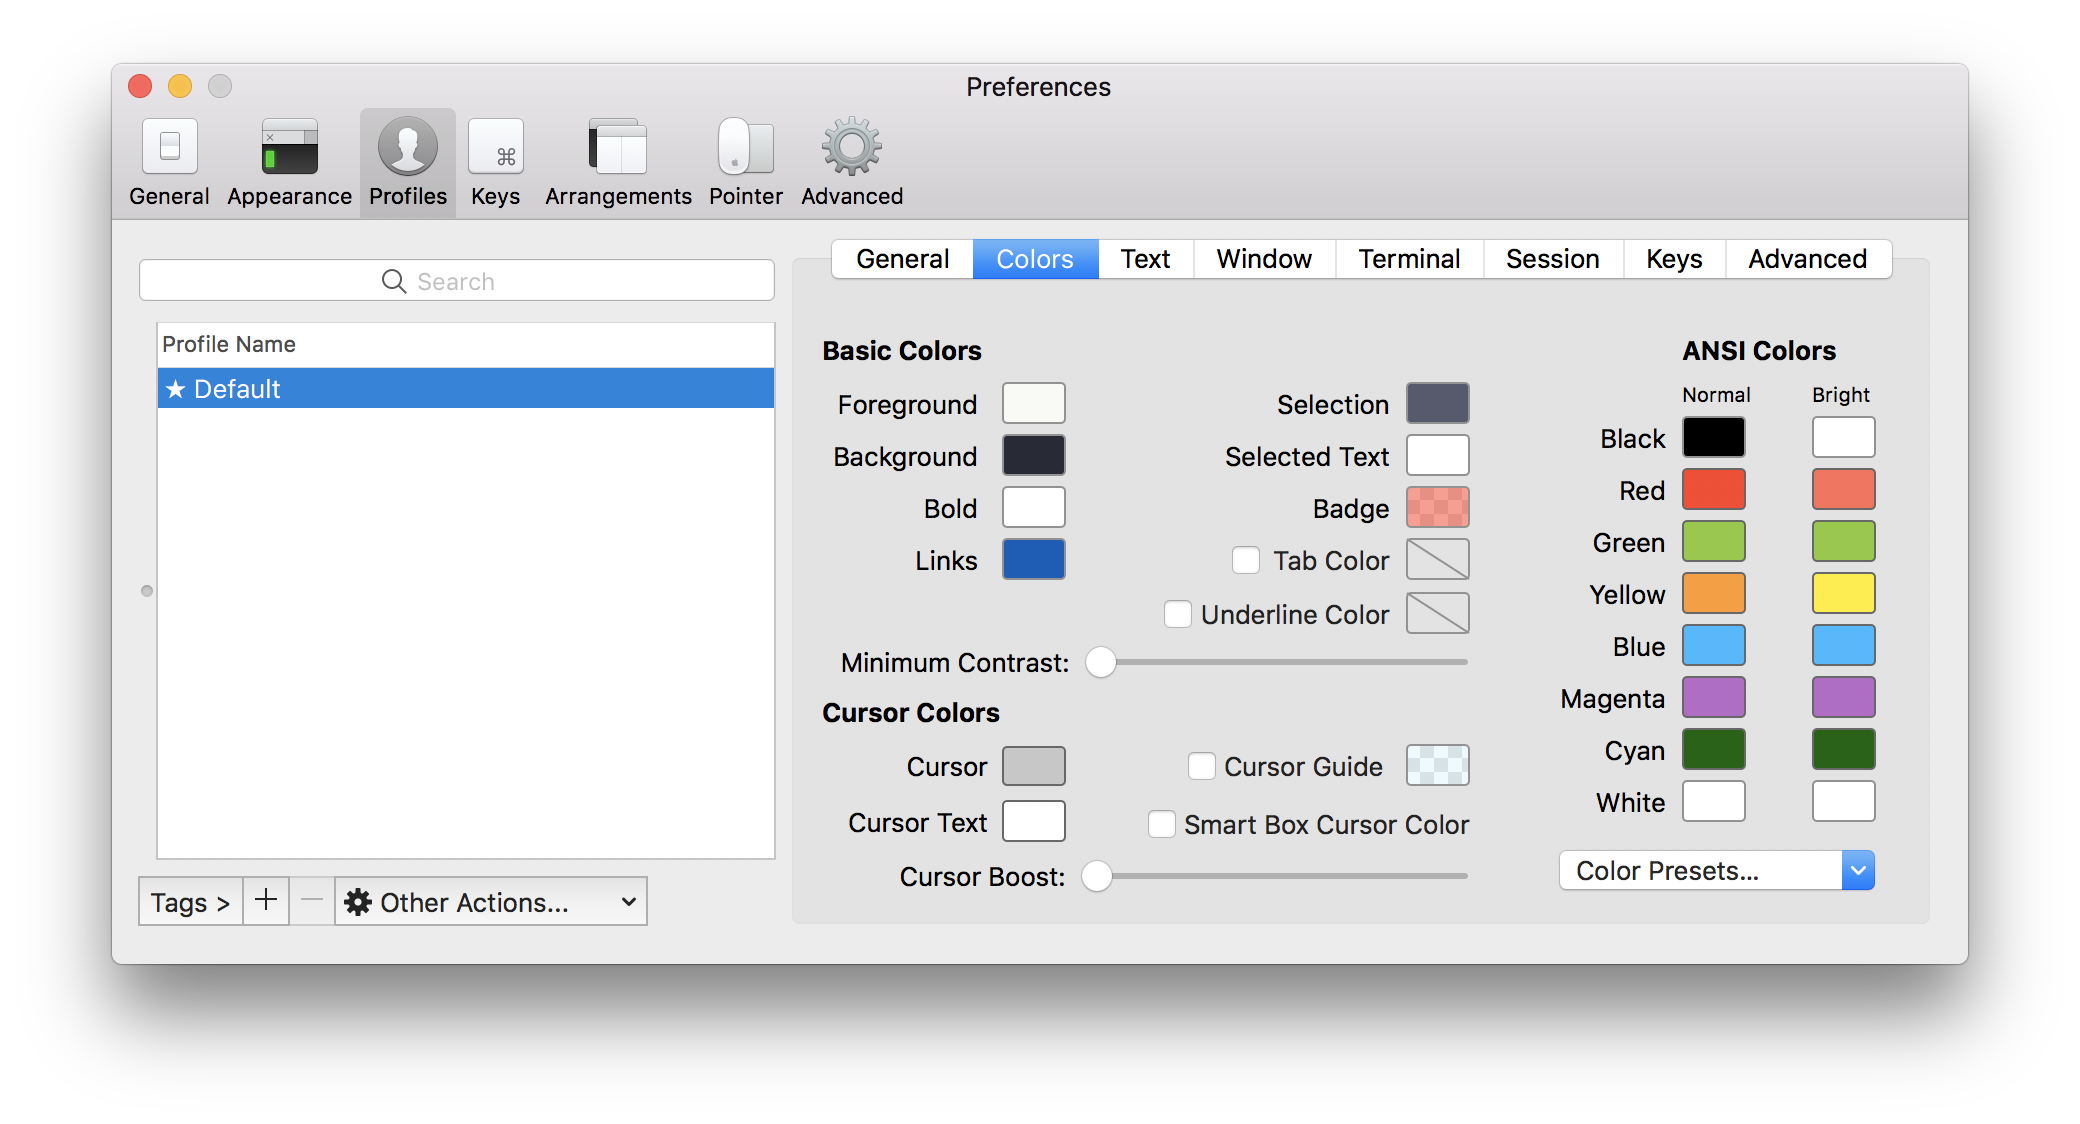 Preferences
General Appearance Profiles Keys Arrangements Pointer Advanced
Search
Profile Name
★ Default
Tags > + — Other Actions...
General Colors Text Window Terminal Session Keys Advanced
Basic Colors
Foreground
Background
Bold
Links
Selection
Selected Text
Badge
Tab Color
Underline Color
Minimum Contrast:
Cursor Colors
Cursor
Cursor Text
Cursor Guide
Smart Box Cursor Color
Cursor Boost:
ANSI Colors
Normal Bright
Black
Red
Green
Yellow
Blue
Magenta
Cyan
White
Color Presets...